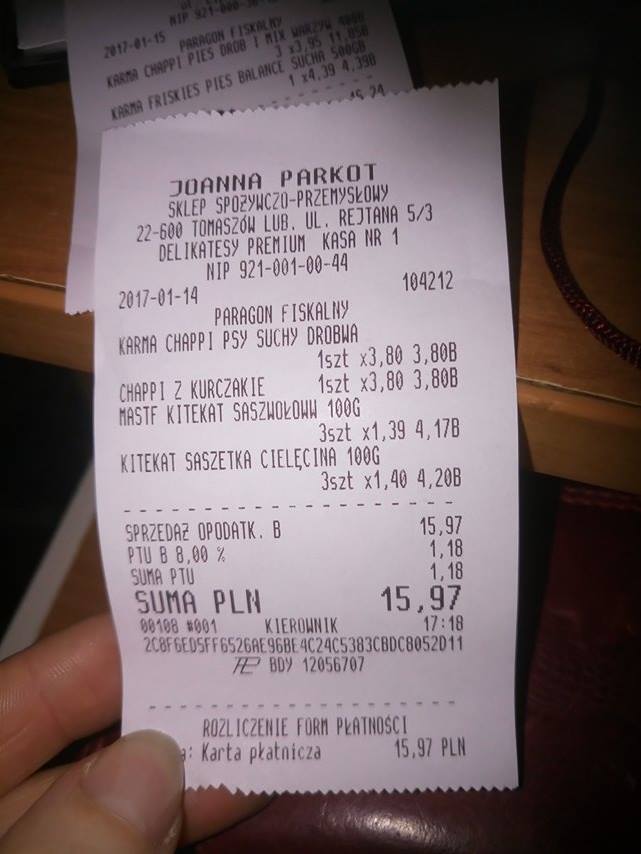 NIP 921-000-
2017-01-15 PARAGON FISKALNY
KARMA CHAPPI PIES DROB I MIX WARZYW 400G
3 x3,95 11,85B
KARMA FRISKIES PIES BALANCE SUCHA 500GB
1 x4,39 4,39B
JOANNA PARKOT
SKLEP SPOŻYWCZO-PRZEMYSŁOWY
22-600 TOMASZÓW LUB. UL. REJTANA 5/3
DELIKATESY PREMIUM KASA NR 1
NIP 921-001-00-44
2017-01-14 104212
PARAGON FISKALNY
KARMA CHAPPI PSY SUCHY DROBWA
1szt x3,80 3,80B
CHAPPI Z KURCZAKIE 1szt x3,80 3,80B
MASTF KITEKAT SASZWOŁOWW 100G
3szt x1,39 4,17B
KITEKAT SASZETKA CIELĘCINA 100G
3szt x1,40 4,20B
SPRZEDAŻ OPODATK. B 15,97
PTU B 8,00 % 1,18
SUMA PTU 1,18
SUMA PLN 15,97
00108 #001 KIEROWNIK 17:18
2C8F6ED5FF6526AE96BE4C24C5383CBDCB052D11
BDY 12056707
ROZLICZENIE FORM PŁATNOŚCI
Karta płatnicza 15,97 PLN